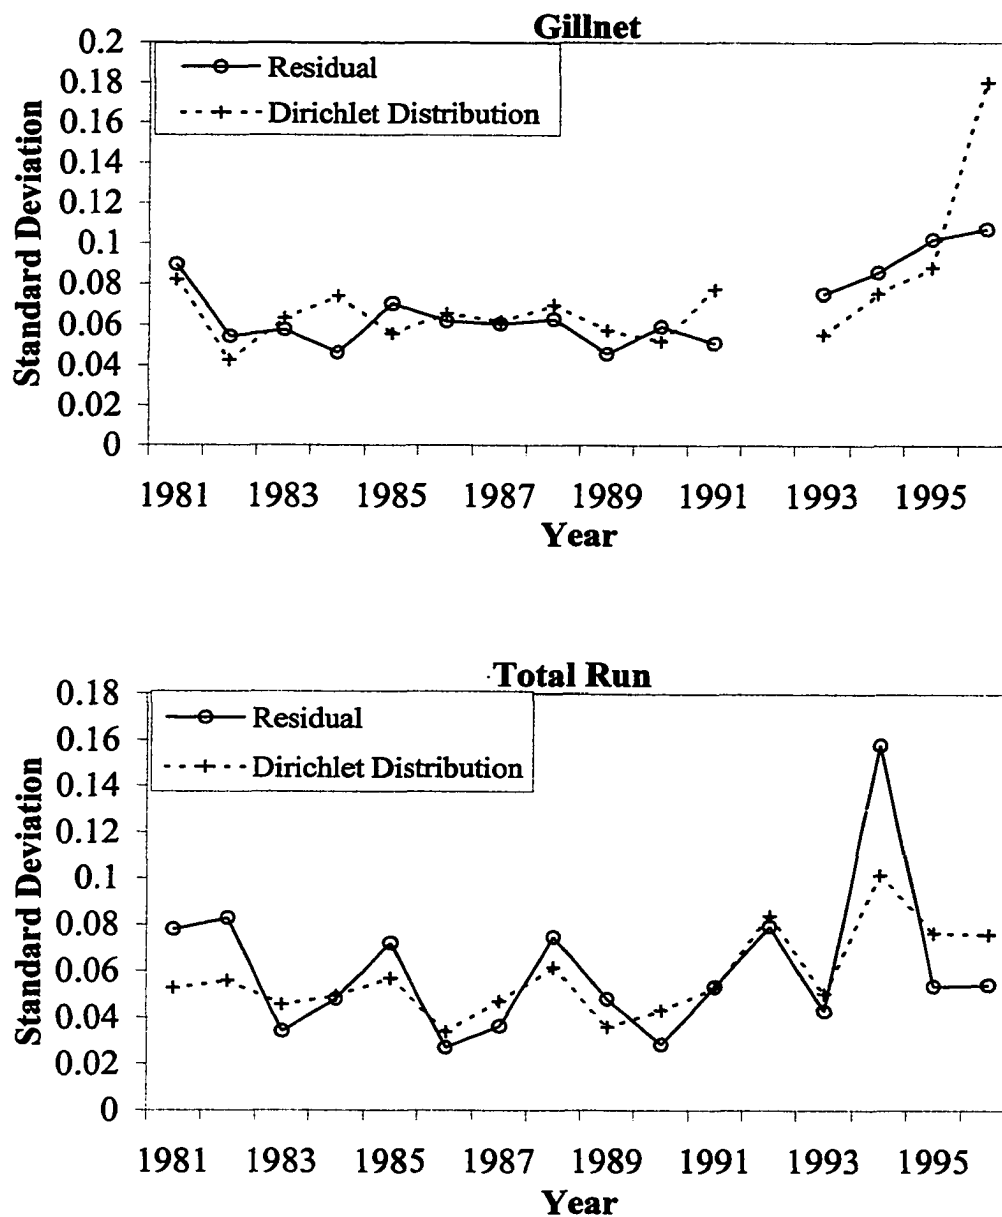 Gillnet
0.2
0.18
0.16
0.14
0.12
0.1
0.08
0.06
0.04
0.02
0
Standard Deviation
Residual
Dirichlet Distribution
1981 1983 1985 1987 1989 1991 1993 1995
Year
Total Run
0.18
0.16
0.14
0.12
0.1
0.08
0.06
0.04
0.02
0
Standard Deviation
Residual
Dirichlet Distribution
1981 1983 1985 1987 1989 1991 1993 1995
Year